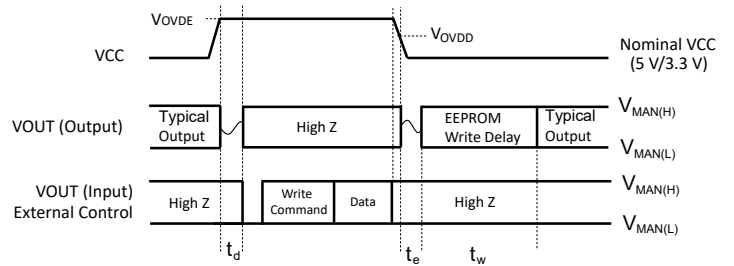 VOVDE
VOVDD
VCC
Nominal VCC
(5 V/3.3 V)
VOUT (Output)
Typical
Output
High Z
EEPROM
Write Delay
Typical
Output
VMAN(H)
VMAN(L)
VOUT (Input)
External Control
High Z
Write
Command
Data
High Z
VMAN(H)
VMAN(L)
td
te
tw